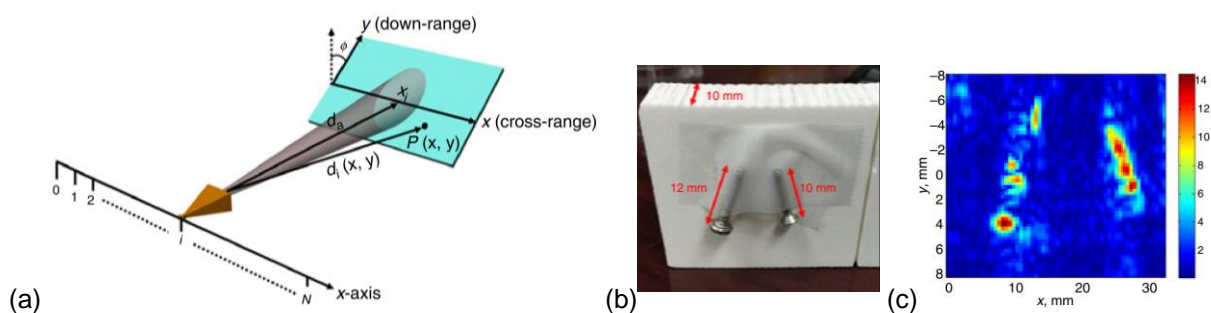 y (down-range)
ϕ
x_i
d_a
x (cross-range)
P (x, y)
d_i (x, y)
0
1
2
i
N
x-axis
(a)
10 mm
12 mm
10 mm
(b)
–8
–6
–4
–2
0
2
4
6
8
y, mm
0
10
20
30
x, mm
14
12
10
8
6
4
2
(c)